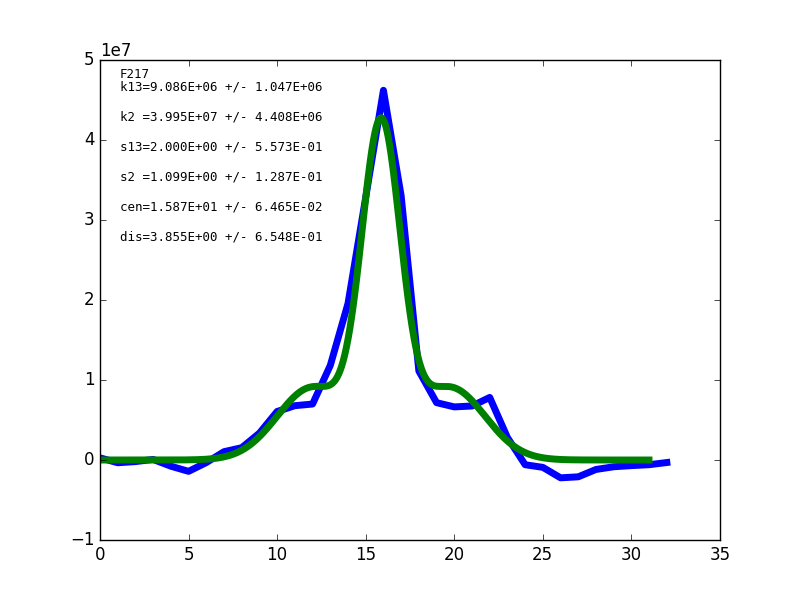 1e7
5
4
3
2
1
0
−1
F217
k13=9.086E+06 +/- 1.047E+06
k2 =3.995E+07 +/- 4.408E+06
s13=2.000E+00 +/- 5.573E-01
s2 =1.099E+00 +/- 1.287E-01
cen=1.587E+01 +/- 6.465E-02
dis=3.855E+00 +/- 6.548E-01
0 5 10 15 20 25 30 35